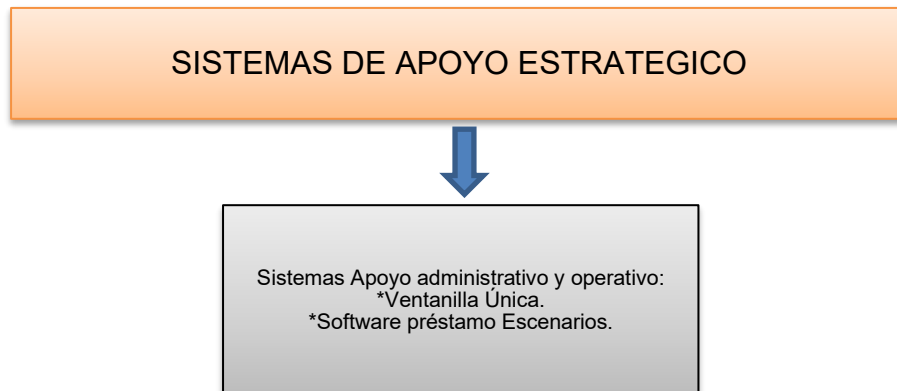 SISTEMAS DE APOYO ESTRATEGICO
Sistemas Apoyo administrativo y operativo:
*Ventanilla Única.
*Software préstamo Escenarios.